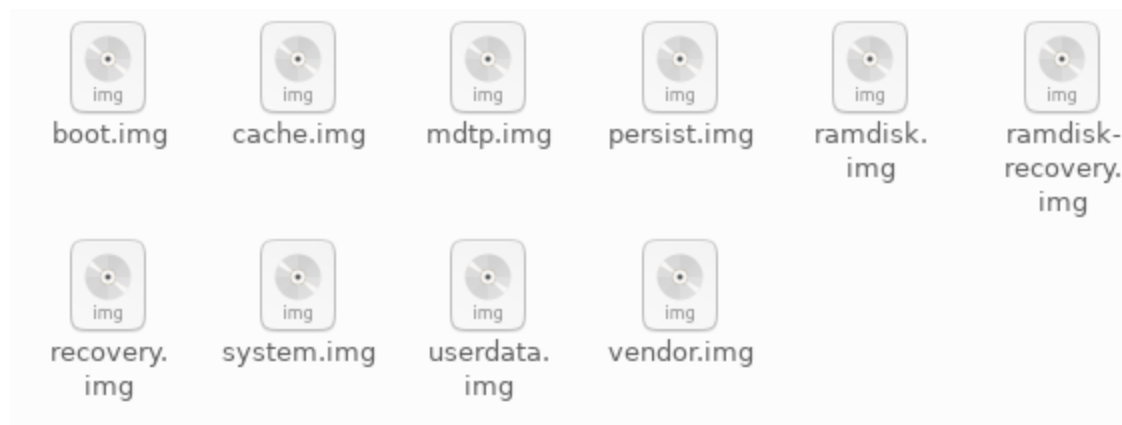 img img img img img img
boot.img cache.img mdtp.img persist.img ramdisk. ramdisk-
img recovery.
img
img img img img
recovery. system.img userdata. vendor.img
img img